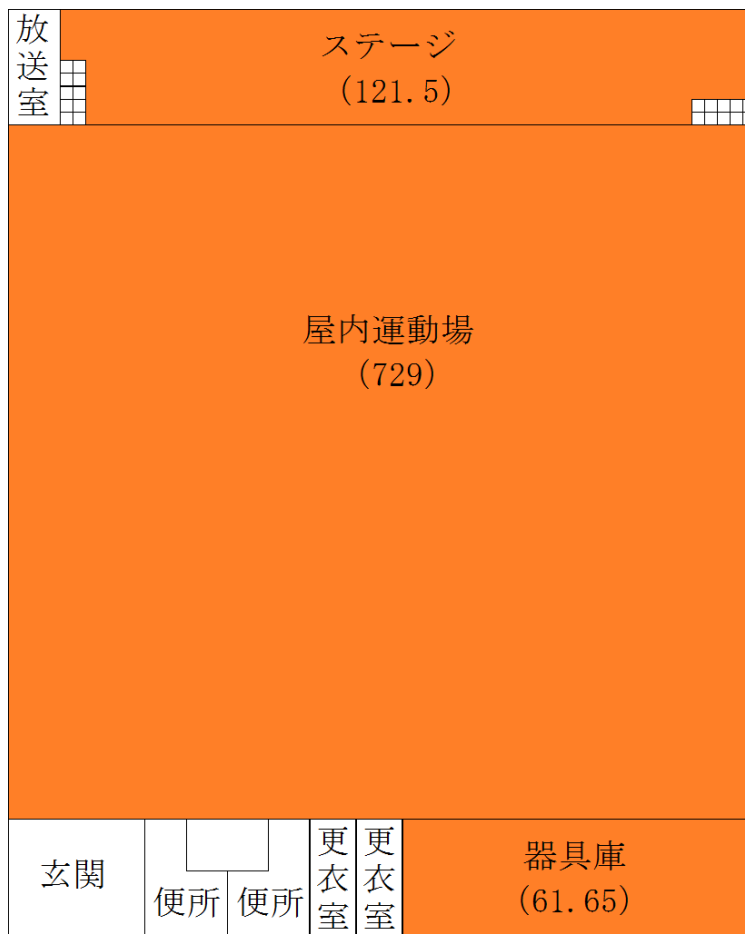 放送室
ステージ
(121.5)
屋内運動場
(729)
玄関
便所
便所
更衣室
更衣室
器具庫
(61.65)